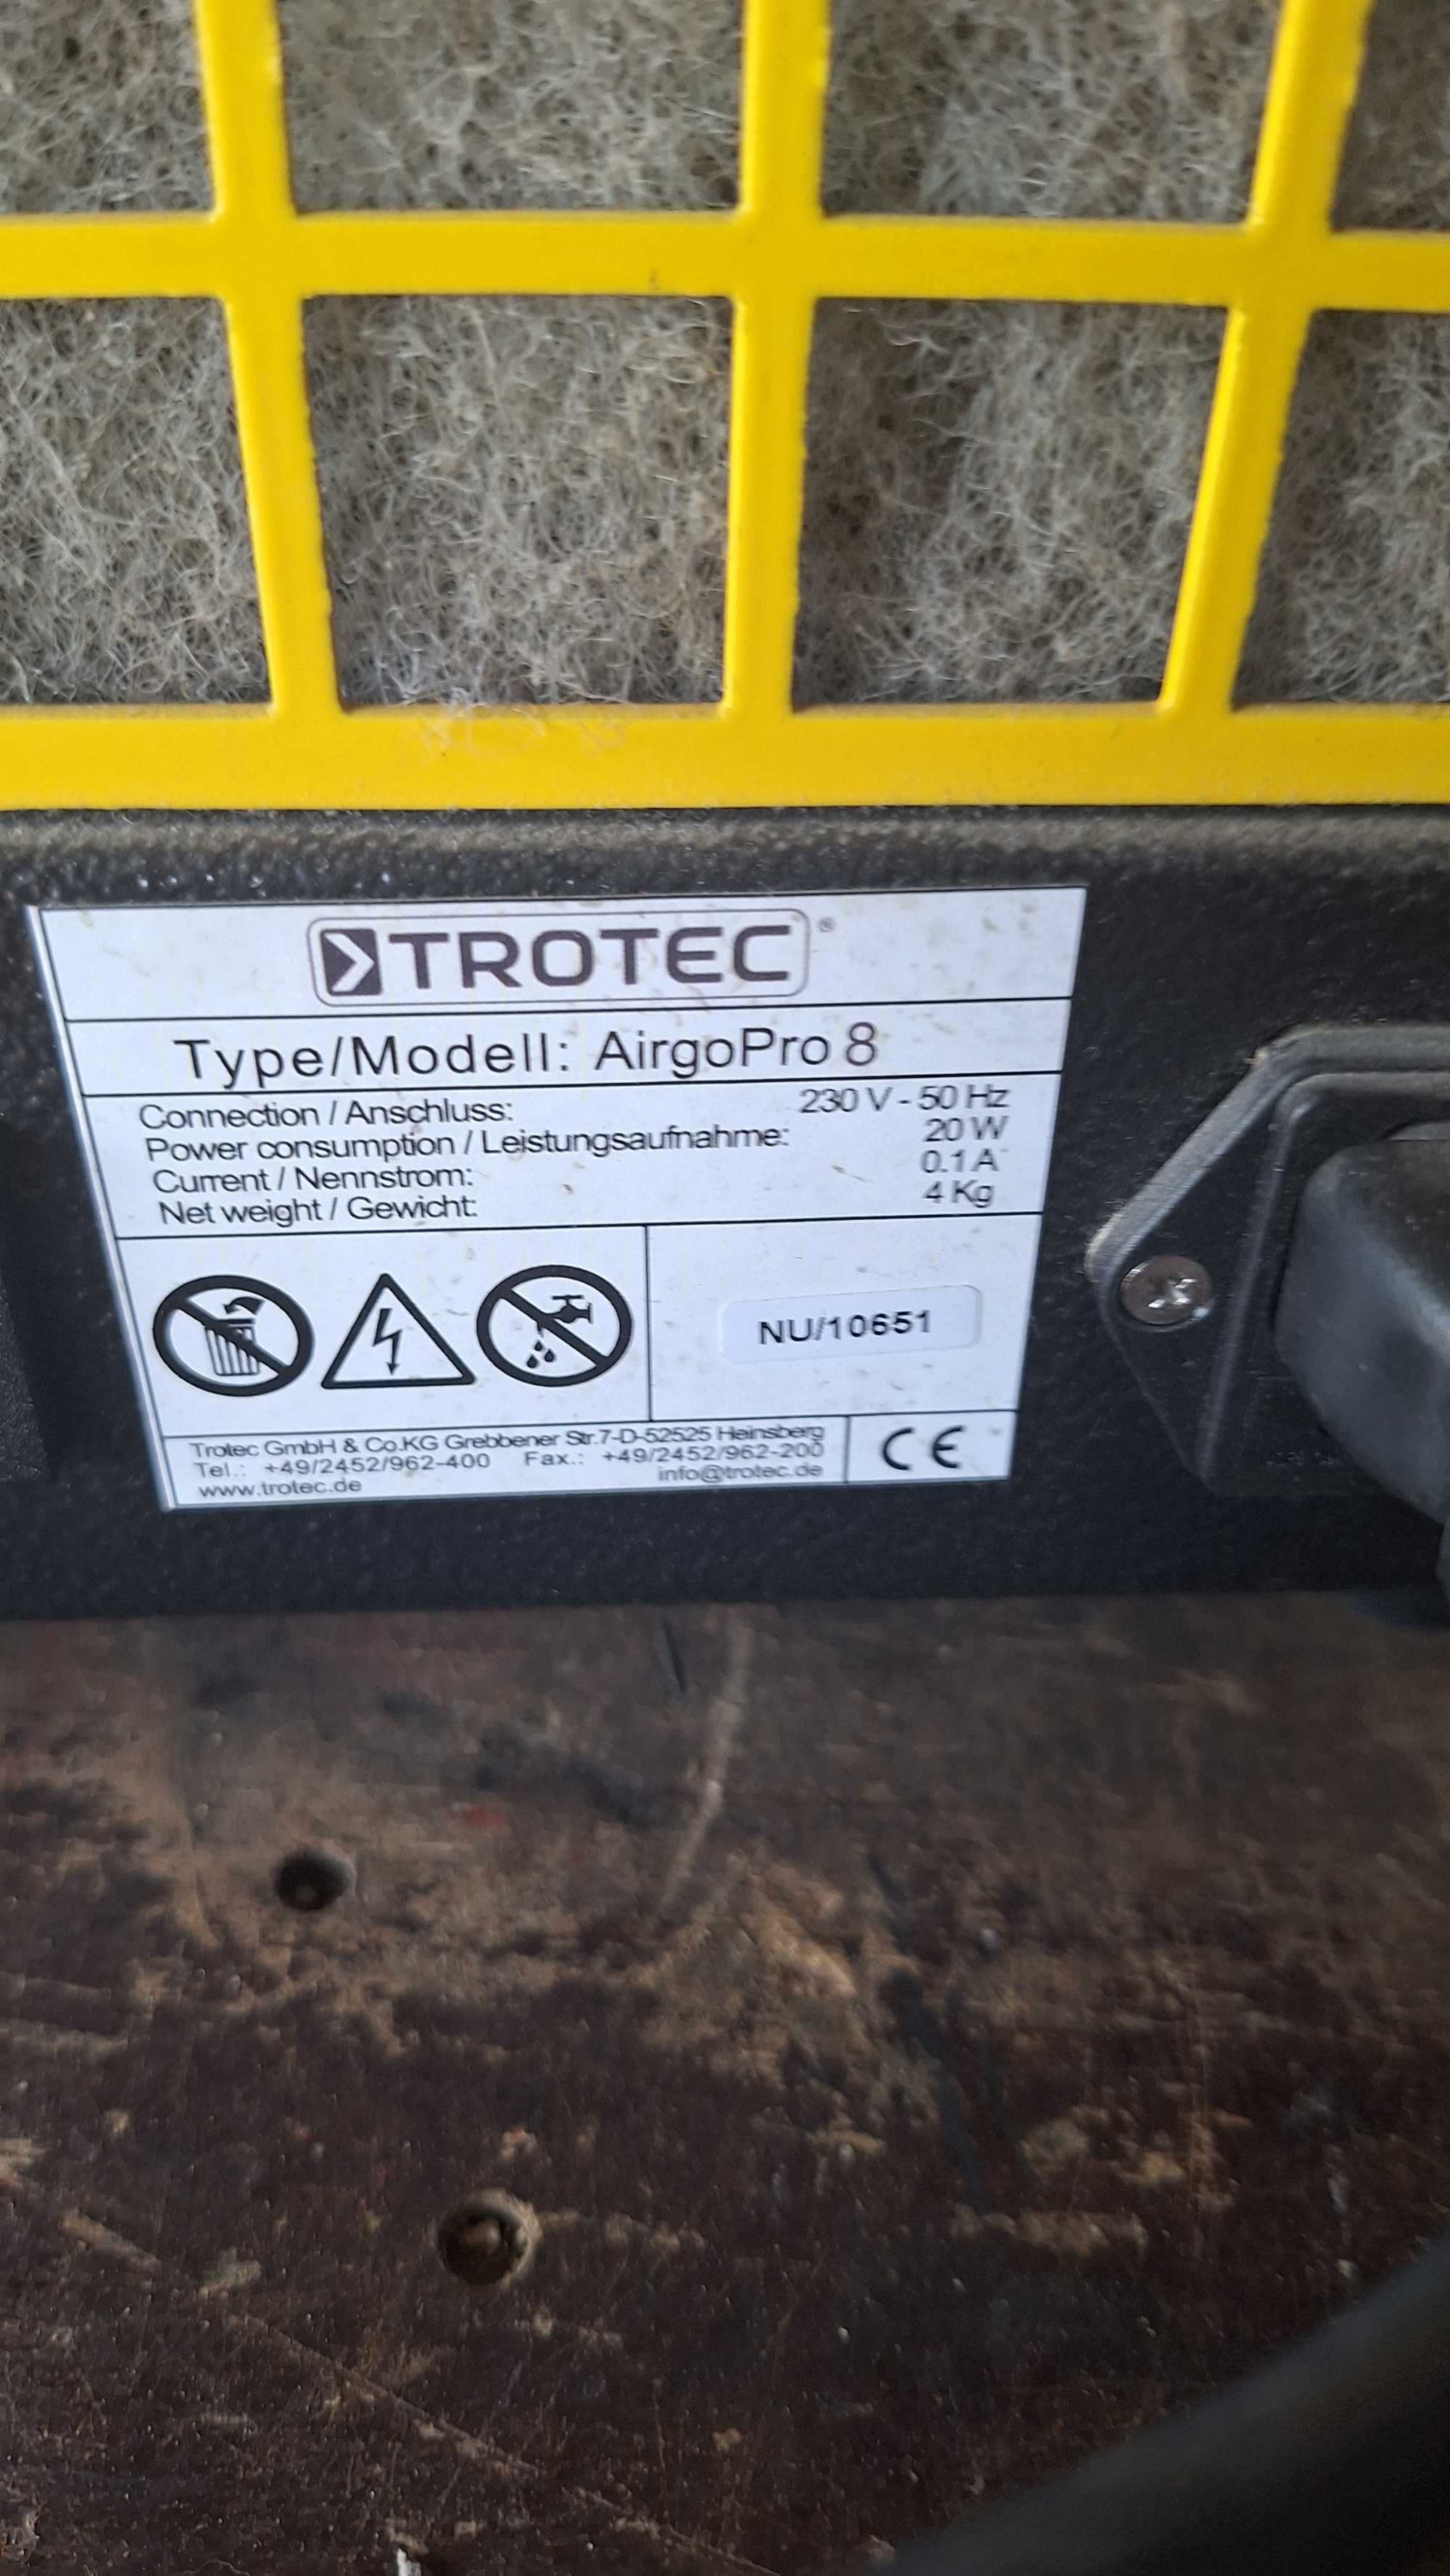 TROTEC®
Type/Modell: AirgoPro 8
Connection / Anschluss: 230 V - 50 Hz
Power consumption / Leistungsaufnahme: 20 W
Current / Nennstrom: 0.1 A
Net weight / Gewicht: 4 Kg
NU/10651
Trotec GmbH & Co.KG Grebbener Str.7-D-52525 Heinsberg
Tel.: +49/2452/962-400 Fax.: +49/2452/962-200
www.trotec.de info@trotec.de
CE